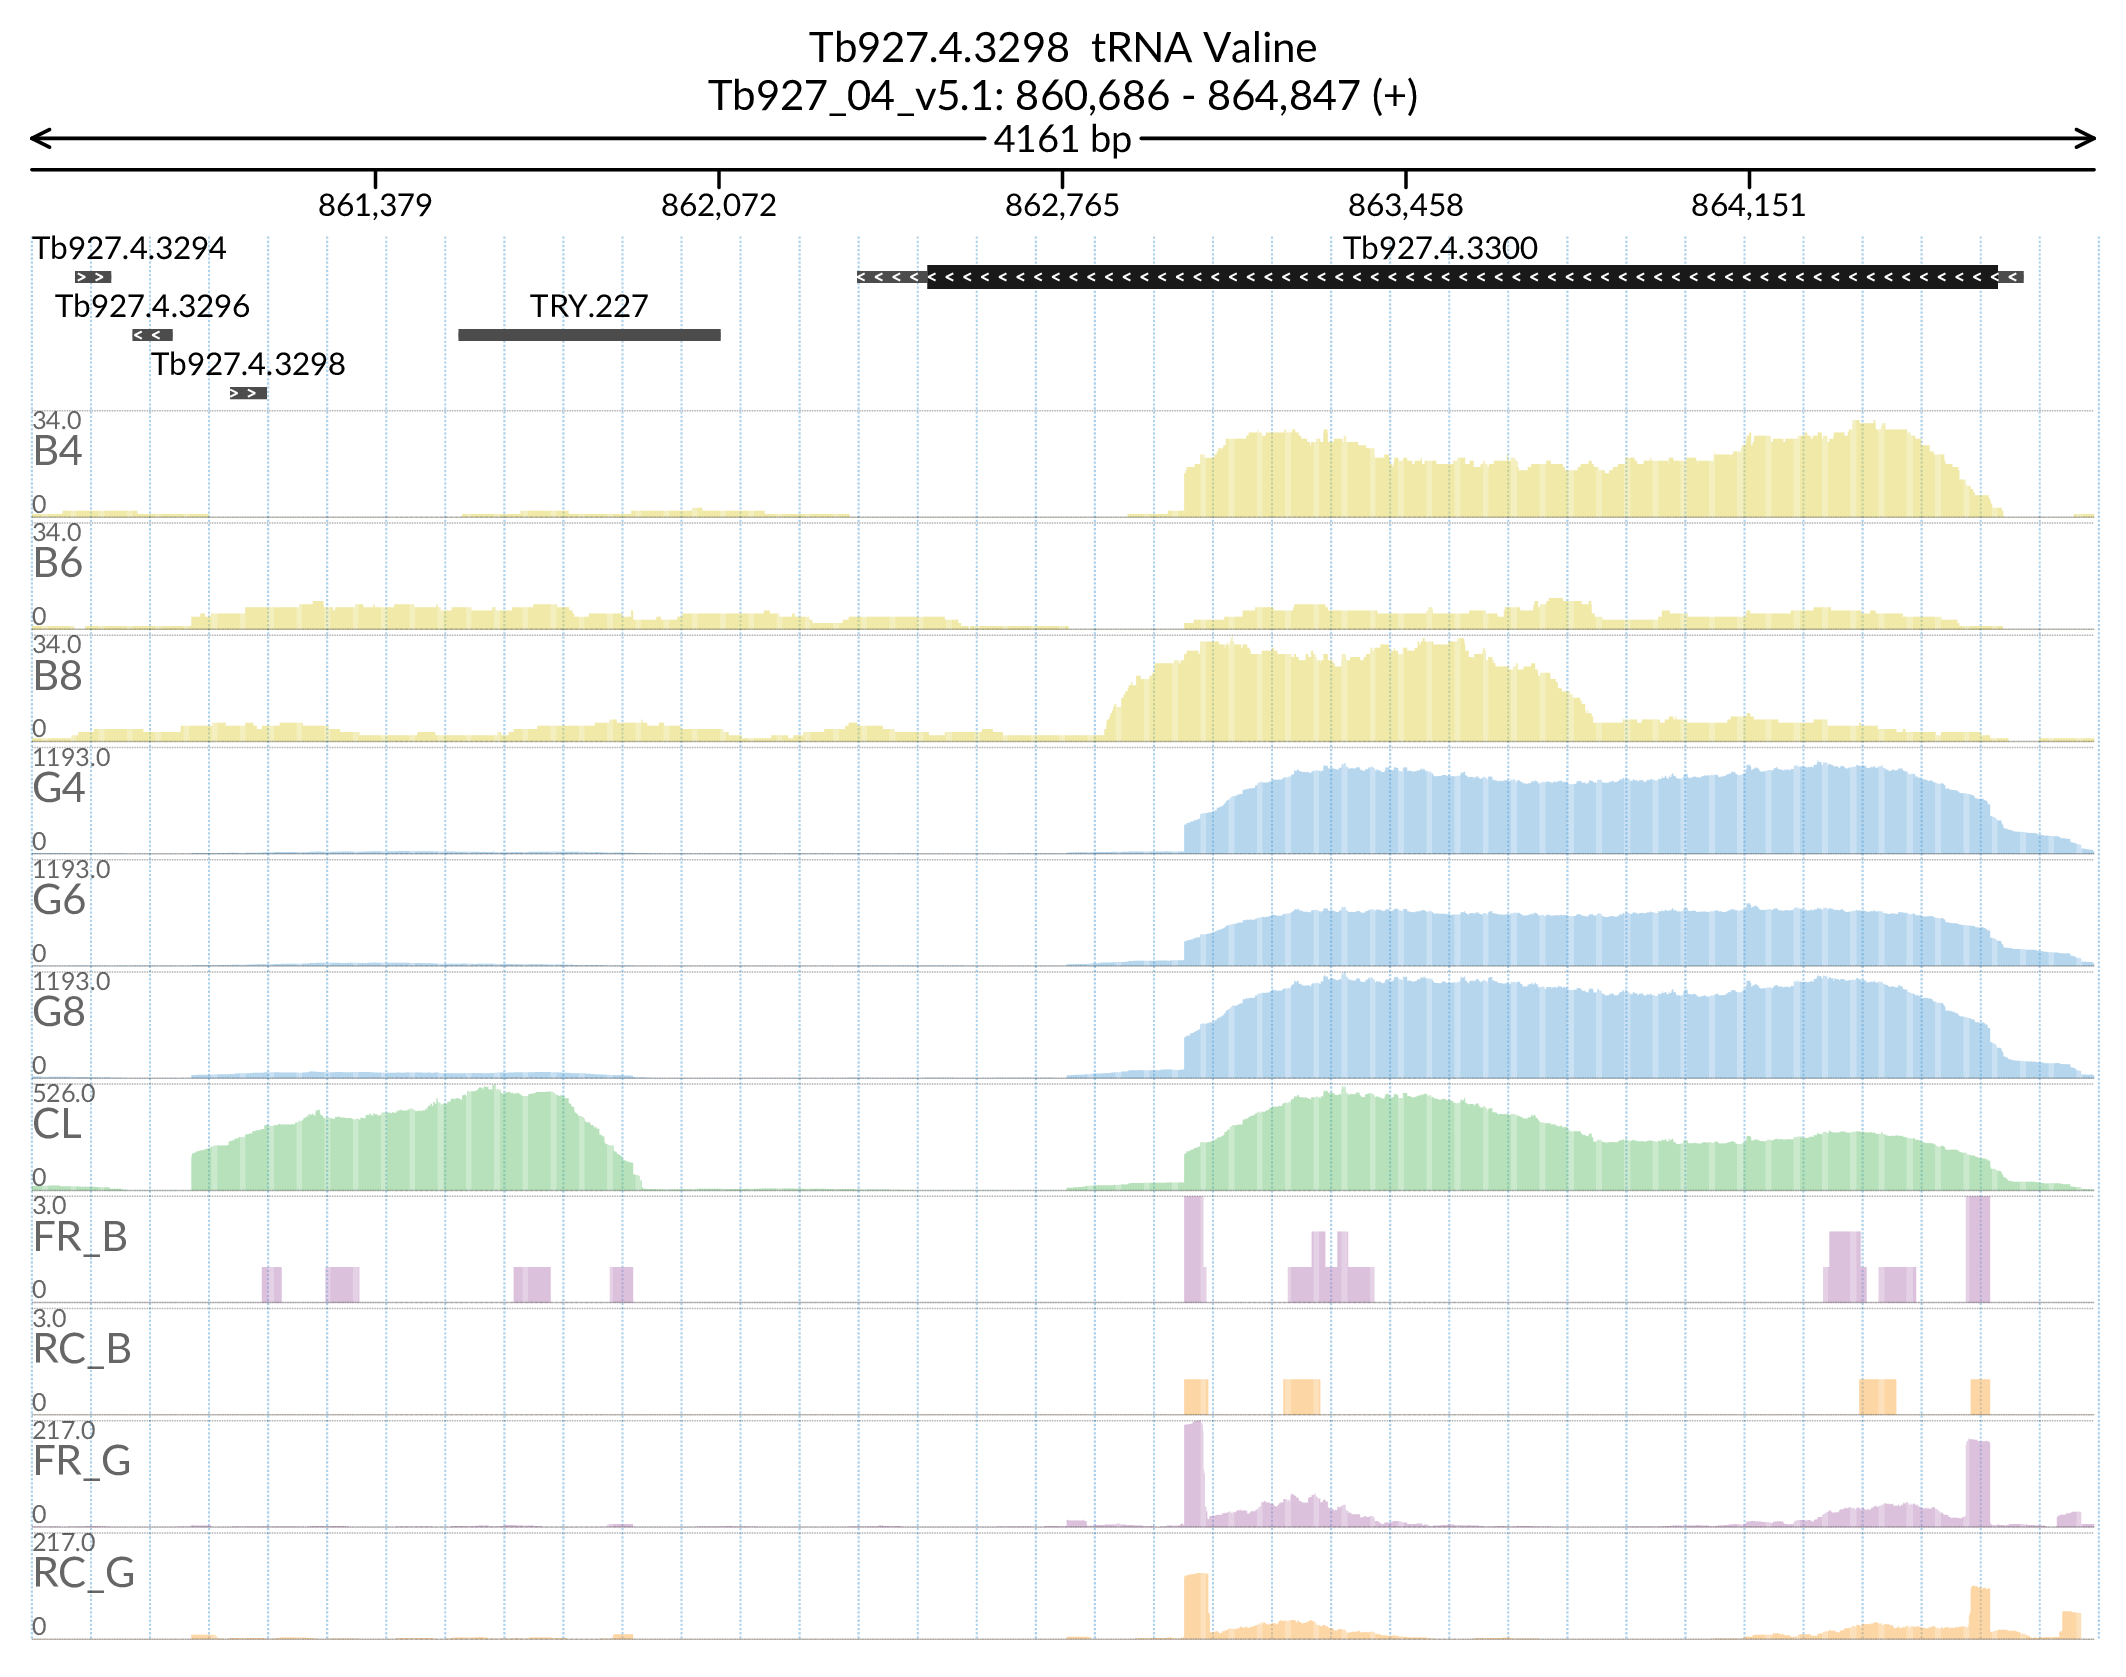 Tb927.4.3298 tRNA Valine
Tb927_04_v5.1: 860,686 - 864,847 (+)
4161 bp
861,379 862,072 862,765 863,458 864,151
Tb927.4.3294 Tb927.4.3300
Tb927.4.3296 TRY.227
Tb927.4.3298
34.0
B4
0
34.0
B6
0
34.0
B8
0
1193.0
G4
0
1193.0
G6
0
1193.0
G8
0
526.0
CL
0
3.0
FR_B
0
3.0
RC_B
0
217.0
FR_G
0
217.0
RC_G
0